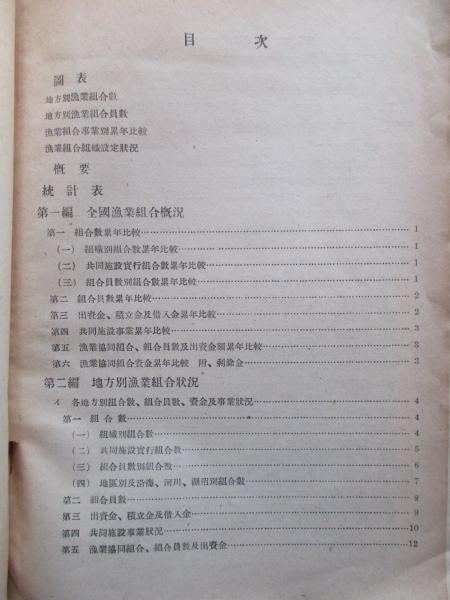 目次
圖表
地方別漁業組合數
地方別漁業組合員數
漁業組合事業別累年比較
漁業組合組織設定狀況
槪要
統計表
第一編 全國漁業組合槪況
第一 組合數累年比較……1
(一) 組織別組合數累年比較……1
(二) 共同施設實行組合數累年比較……1
(三) 組合員數別組合數累年比較……1
第二 組合員數累年比較……2
第三 出資金、積立金及借入金累年比較……2
第四 共同施設事業累年比較……3
第五 漁業協同組合、組合員數及出資金額累年比較……3
第六 漁業協同組合資金累年比較 附、剩餘金……3
第二編 地方別漁業組合狀況
イ 各地方別組合數、組合員數、資金及事業狀況……4
第一 組合數……4
(一) 組織別組合數……4
(二) 共同施設實行組合數……5
(三) 組合員數別組合數……6
(四) 地區別及沿海、河川、湖沼別組合數……7
第二 組合員數……8
第三 出資金、積立金及借入金……9
第四 共同施設事業狀況……10
第五 漁業協同組合、組合員數及出資金……12